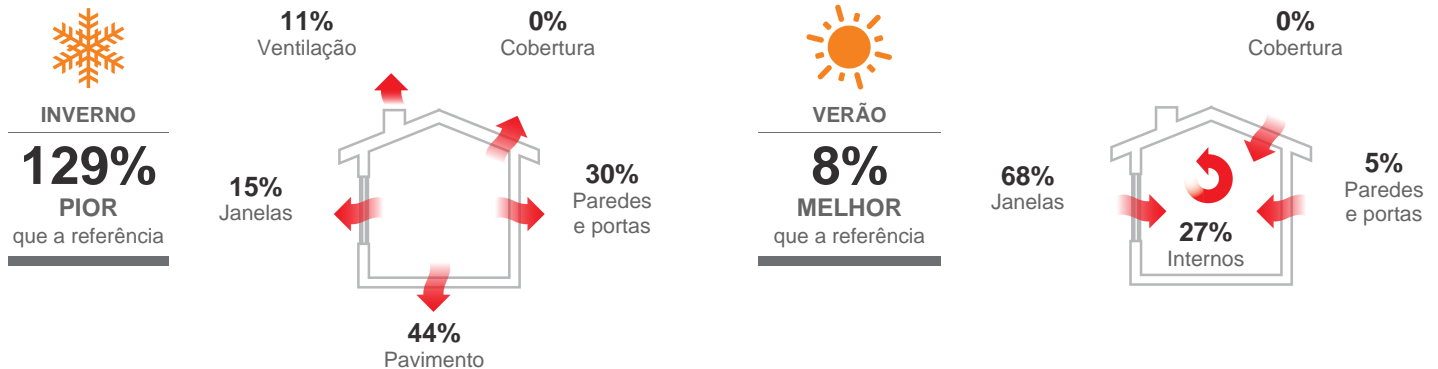 INVERNO
129%
PIOR
que a referência
11%
Ventilação
0%
Cobertura
15%
Janelas
30%
Paredes
e portas
44%
Pavimento
VERÃO
8%
MELHOR
que a referência
0%
Cobertura
68%
Janelas
5%
Paredes
e portas
27%
Internos